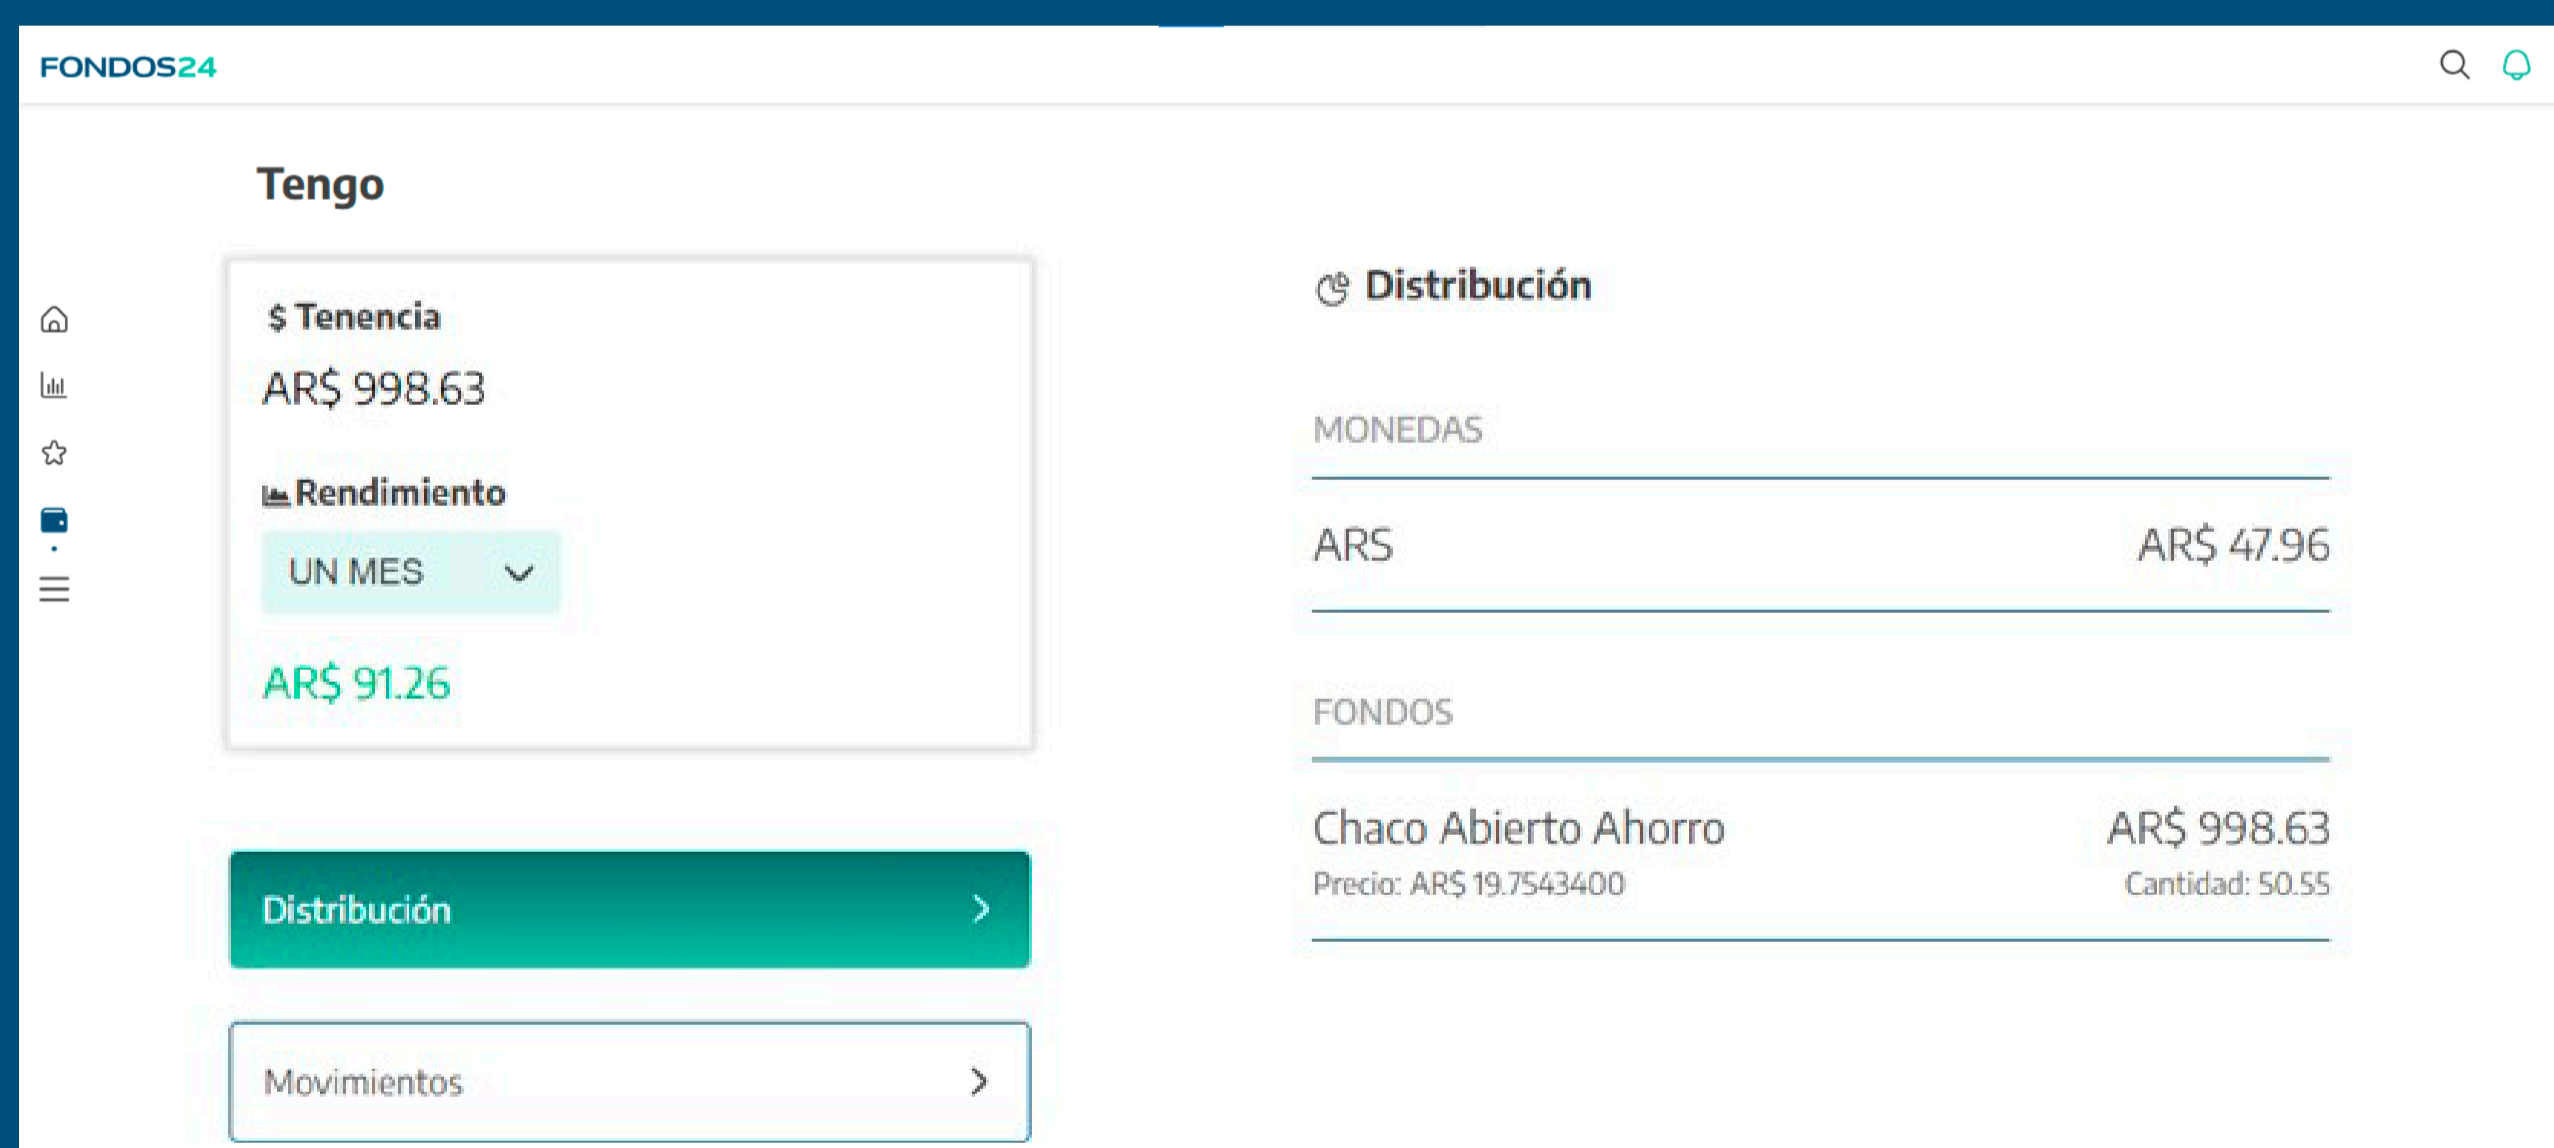 FONDOS24
Tengo
$ Tenencia
AR$ 998.63
Rendimiento
UN MES
AR$ 91.26
Distribución
Movimientos
Distribución
MONEDAS
ARS AR$ 47.96
FONDOS
Chaco Abierto Ahorro AR$ 998.63
Precio: AR$ 19.7543400 Cantidad: 50.55